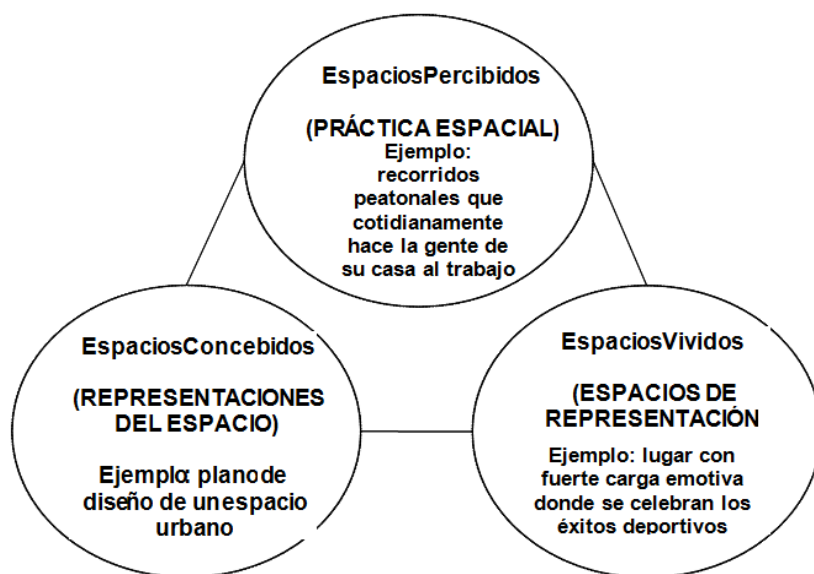 EspaciosPercibidos
(PRÁCTICA ESPACIAL)
Ejemplo:
recorridos
peatonales que
cotidianamente
hace la gente de
su casa al trabajo
EspaciosConcebidos
(REPRESENTACIONES
DEL ESPACIO)
Ejemplα planode
diseño de unespacio
urbano
EspaciosVividos
(ESPACIOS DE
REPRESENTACIÓN
Ejemplo: lugar con
fuerte carga emotiva
donde se celebran los
éxitos deportivos